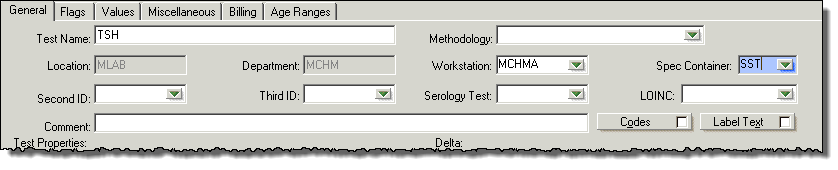 General Flags Values Miscellaneous Billing Age Ranges
Test Name: TSH Methodology:
Location: MLAB Department: MCHM Workstation: MCHMA Spec Container: SST
Second ID: Third ID: Serology Test: LOINC:
Comment: Codes Label Text
Test Properties: Delta: